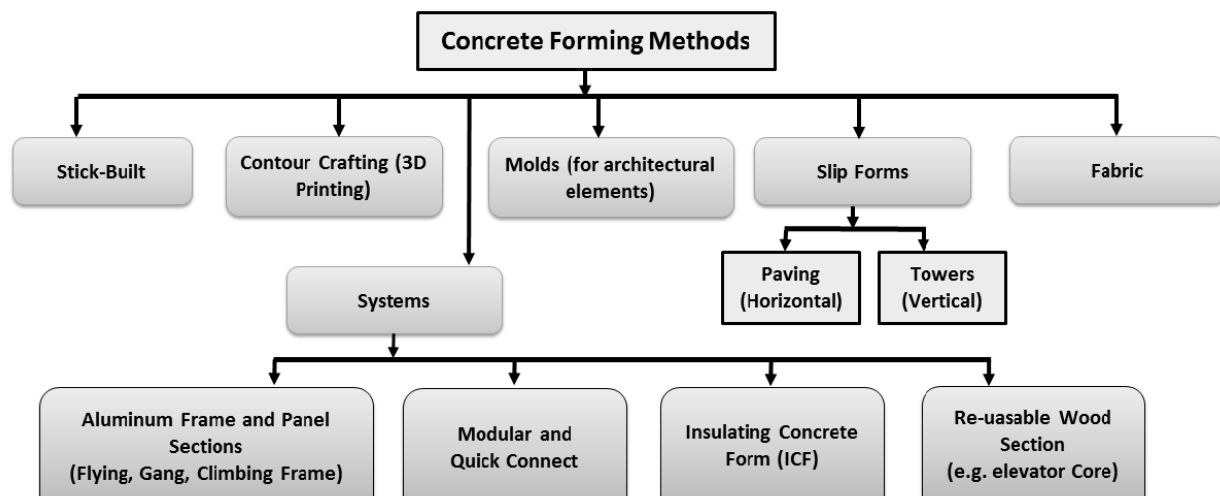 Concrete Forming Methods
Stick-Built
Contour Crafting (3D
Printing)
Molds (for architectural
elements)
Slip Forms
Fabric
Paving
(Horizontal)
Towers
(Vertical)
Systems
Aluminum Frame and Panel
Sections
(Flying, Gang, Climbing Frame)
Modular and
Quick Connect
Insulating Concrete
Form (ICF)
Re-uasable Wood
Section
(e.g. elevator Core)